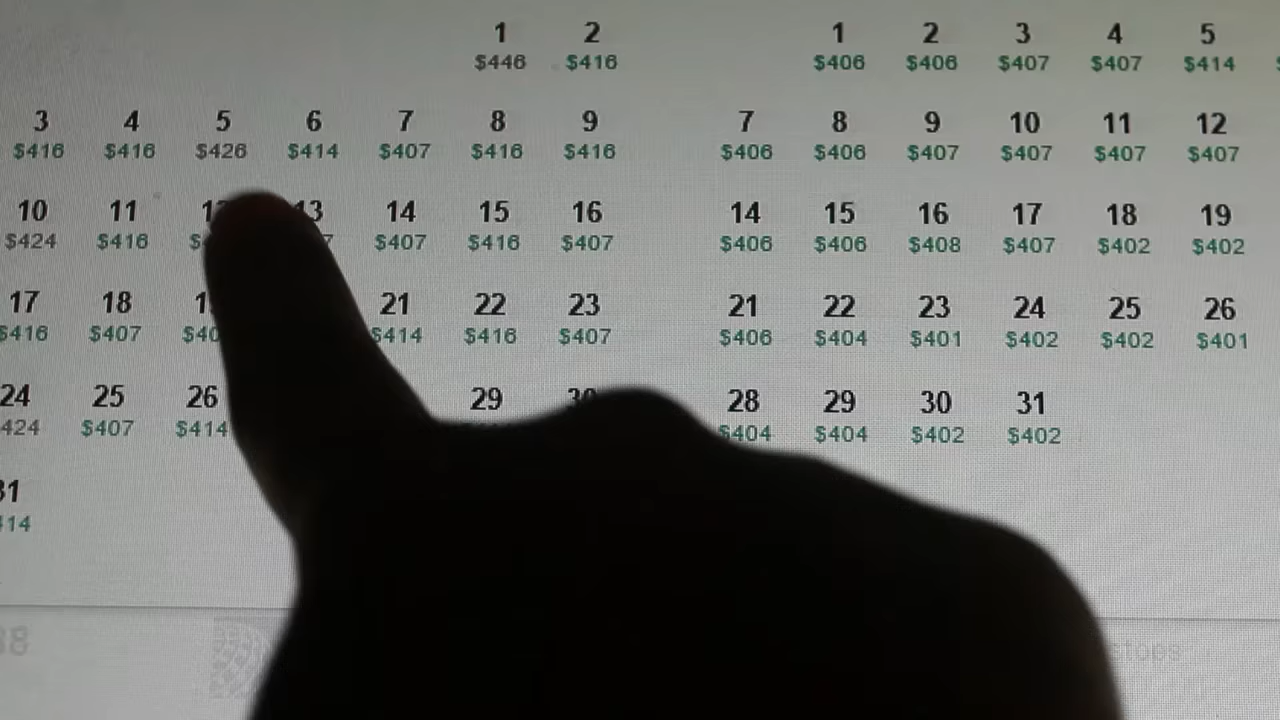 1 2 1 2 3 4 5
$446 $416 $406 $406 $407 $407 $414
3 4 5 6 7 8 9 7 8 9 10 11 12
$416 $416 $426 $414 $407 $416 $416 $406 $406 $407 $407 $407 $407
10 11 13 14 15 16 14 15 16 17 18 19
$424 $416 $407 $416 $407 $406 $406 $408 $407 $402 $402
17 18 21 22 23 21 22 23 24 25 26
$416 $407 $414 $416 $407 $406 $404 $401 $402 $402 $401
24 25 26 29 30 28 29 30 31
424 $407 $414 $404 $404 $402 $402
31
14